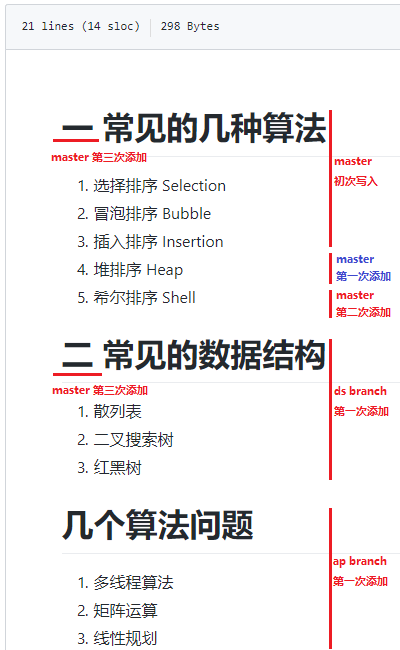 21 lines (14 sloc) 298 Bytes
一 常见的几种算法
master 第三次添加
master
初次写入
1. 选择排序 Selection
2. 冒泡排序 Bubble
3. 插入排序 Insertion
4. 堆排序 Heap
master
第一次添加
5. 希尔排序 Shell
master
第二次添加
二 常见的数据结构
master 第三次添加
ds branch
第一次添加
1. 散列表
2. 二叉搜索树
3. 红黑树
几个算法问题
ap branch
第一次添加
1. 多线程算法
2. 矩阵运算
3. 线性规划